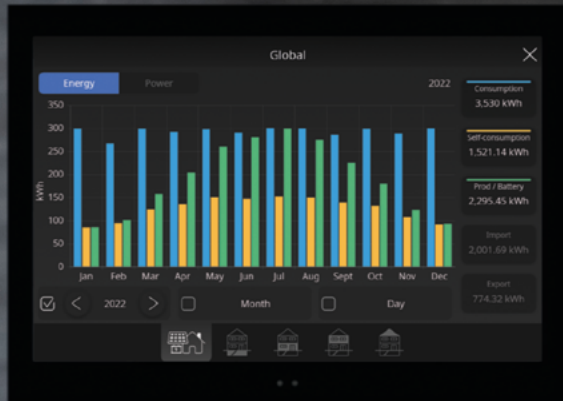 Global
Energy
Power
2022
350
300
250
200
150
100
50
0
kWh
Jan Feb Mar Apr May Jun Jul Aug Sept Oct Nov Dec
2022
Month
Day
Consumption
3.530 kWh
Self-consumption
1,521.14 kWh
Prod / Battery
2,295.45 kWh
Import
2,001.69 kWh
Export
774.32 kWh